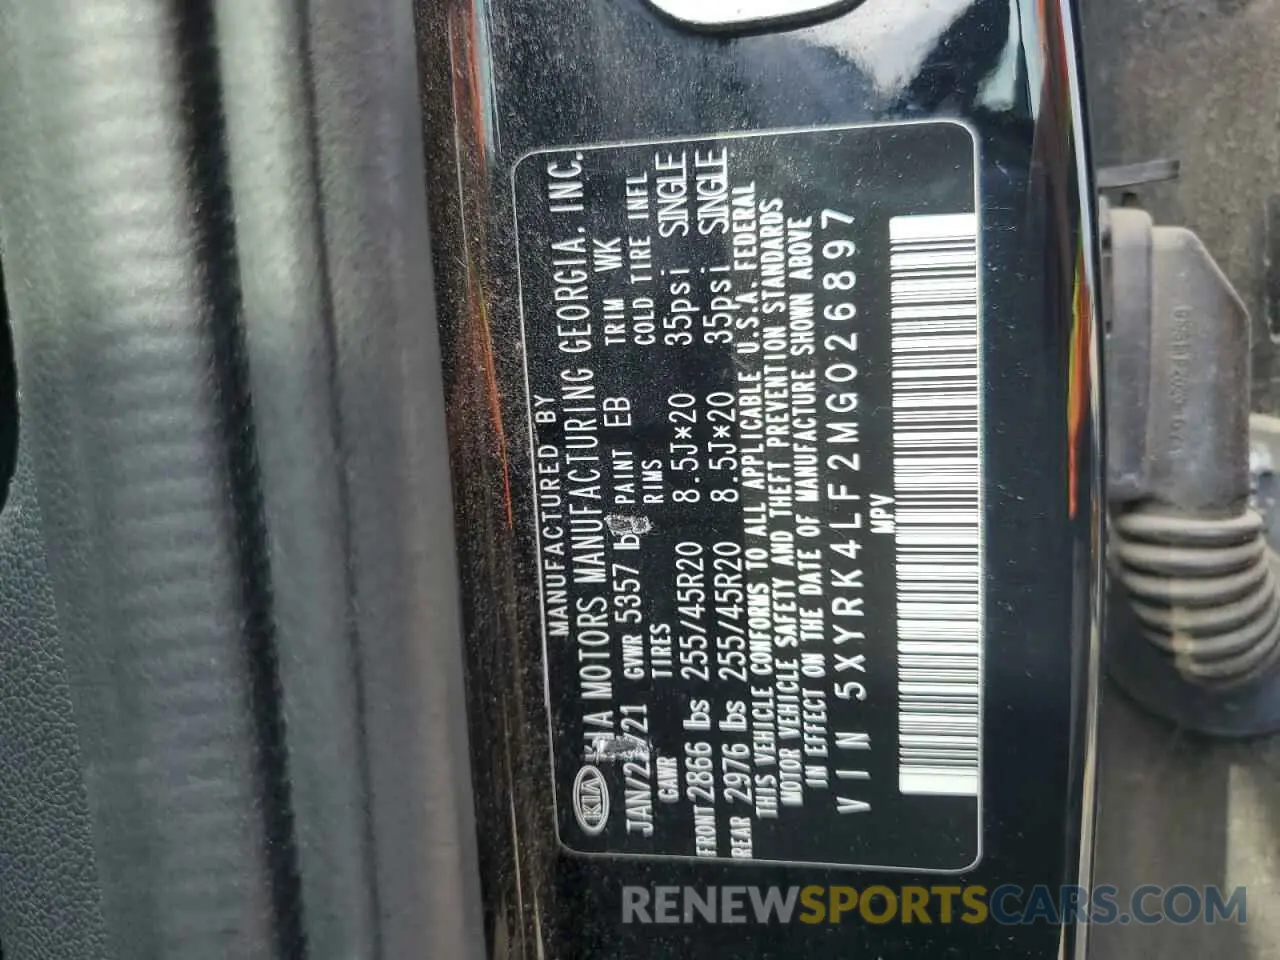 MANUFACTURED BY
KIA KIA MOTORS MANUFACTURING GEORGIA. INC.
GVWR 5357 PAINT EB TRIM WK
GAWR TIRES RIMS COLD TIRE INFL
FRONT 2866 lbs 255/45R20 8.5J*20 35psi SINGLE
REAR 2976 lbs 255/45R20 8.5J*20 35psi SINGLE
THIS VEHICLE CONFORMS TO ALL APPLICABLE U.S.A. FEDERAL
MOTOR VEHICLE SAFETY AND THEFT PREVENTION STANDARDS
IN EFFECT ON THE DATE OF MANUFACTURE SHOWN ABOVE
VIN 5XYRK4LF2MG026897
MPV
RENEWSPORTSCARS.COM